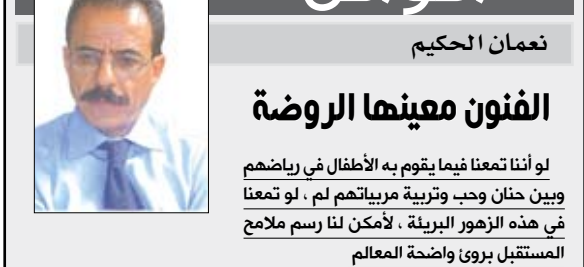 نعمان الحكيم
الفنون معينها الروضة
لو أننا تمعنا فيما يقوم به الأطفال في رياضهم
وبين حنان وحب وتربية مربياتهم لم ، لو تمعنا
في هذه الزهور البريئة ، لأمكن لنا رسم ملامح
المستقبل بروئ واضحة المعالم